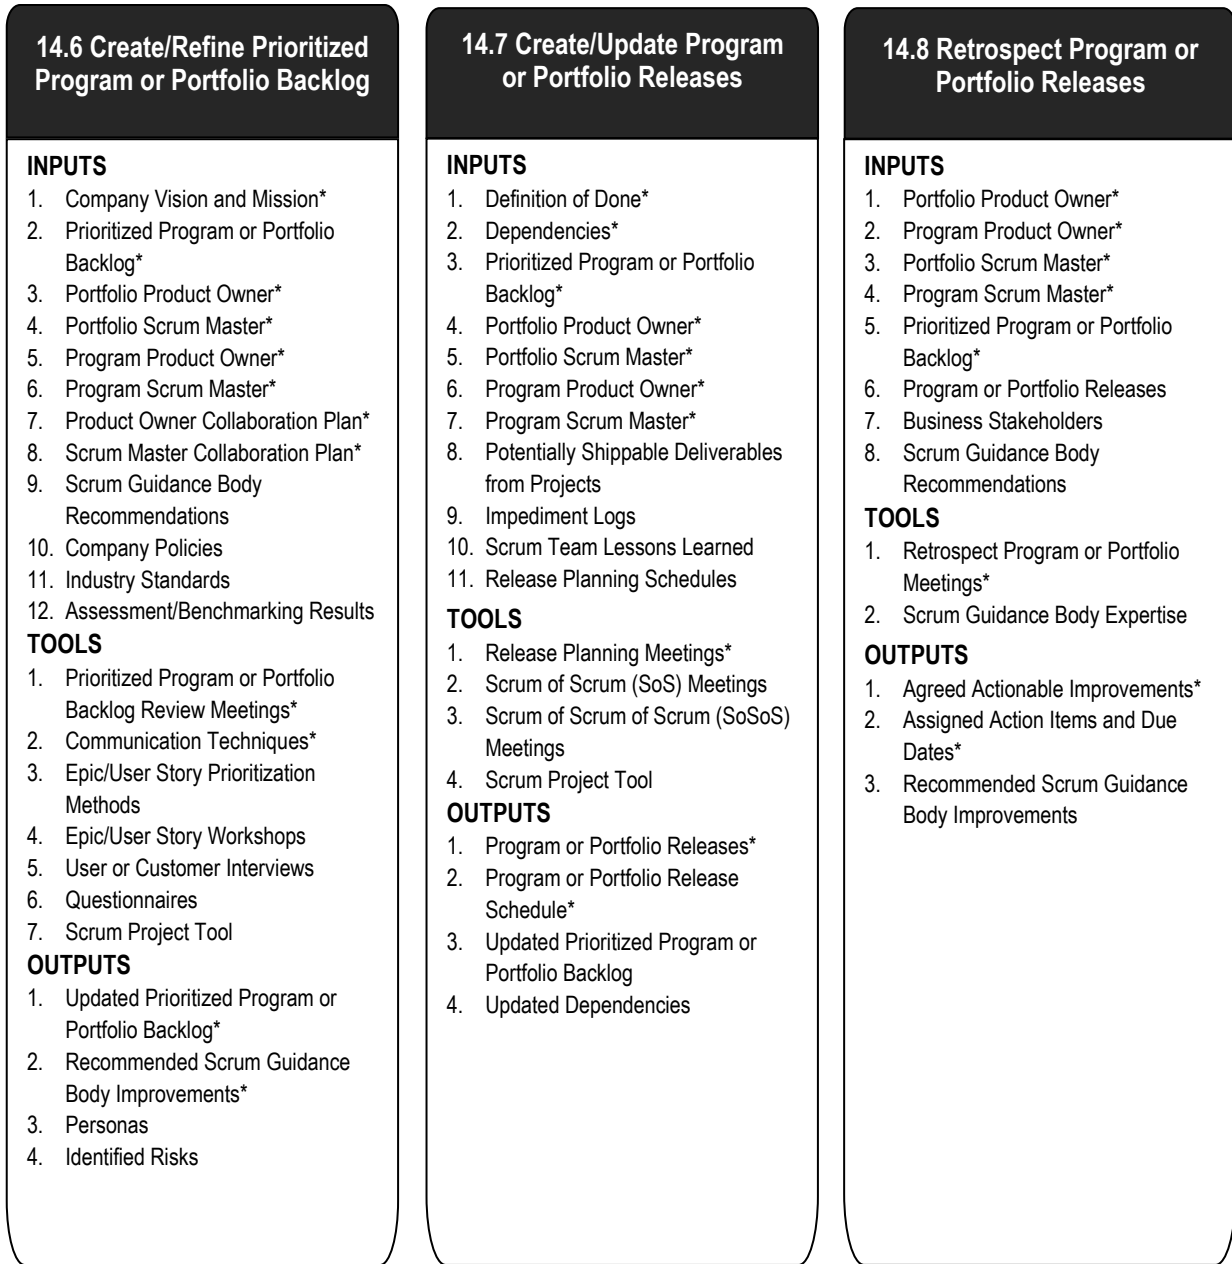 14.6 Create/Refine Prioritized
Program or Portfolio Backlog
INPUTS
1. Company Vision and Mission*
2. Prioritized Program or Portfolio
Backlog*
3. Portfolio Product Owner*
4. Portfolio Scrum Master*
5. Program Product Owner*
6. Program Scrum Master*
7. Product Owner Collaboration Plan*
8. Scrum Master Collaboration Plan*
9. Scrum Guidance Body
Recommendations
10. Company Policies
11. Industry Standards
12. Assessment/Benchmarking Results
TOOLS
1. Prioritized Program or Portfolio
Backlog Review Meetings*
2. Communication Techniques*
3. Epic/User Story Prioritization
Methods
4. Epic/User Story Workshops
5. User or Customer Interviews
6. Questionnaires
7. Scrum Project Tool
OUTPUTS
1. Updated Prioritized Program or
Portfolio Backlog*
2. Recommended Scrum Guidance
Body Improvements*
3. Personas
4. Identified Risks
14.7 Create/Update Program
or Portfolio Releases
INPUTS
1. Definition of Done*
2. Dependencies*
3. Prioritized Program or Portfolio
Backlog*
4. Portfolio Product Owner*
5. Portfolio Scrum Master*
6. Program Product Owner*
7. Program Scrum Master*
8. Potentially Shippable Deliverables
from Projects
9. Impediment Logs
10. Scrum Team Lessons Learned
11. Release Planning Schedules
TOOLS
1. Release Planning Meetings*
2. Scrum of Scrum (SoS) Meetings
3. Scrum of Scrum of Scrum (SoSoS)
Meetings
4. Scrum Project Tool
OUTPUTS
1. Program or Portfolio Releases*
2. Program or Portfolio Release
Schedule*
3. Updated Prioritized Program or
Portfolio Backlog
4. Updated Dependencies
14.8 Retrospect Program or
Portfolio Releases
INPUTS
1. Portfolio Product Owner*
2. Program Product Owner*
3. Portfolio Scrum Master*
4. Program Scrum Master*
5. Prioritized Program or Portfolio
Backlog*
6. Program or Portfolio Releases
7. Business Stakeholders
8. Scrum Guidance Body
Recommendations
TOOLS
1. Retrospect Program or Portfolio
Meetings*
2. Scrum Guidance Body Expertise
OUTPUTS
1. Agreed Actionable Improvements*
2. Assigned Action Items and Due
Dates*
3. Recommended Scrum Guidance
Body Improvements